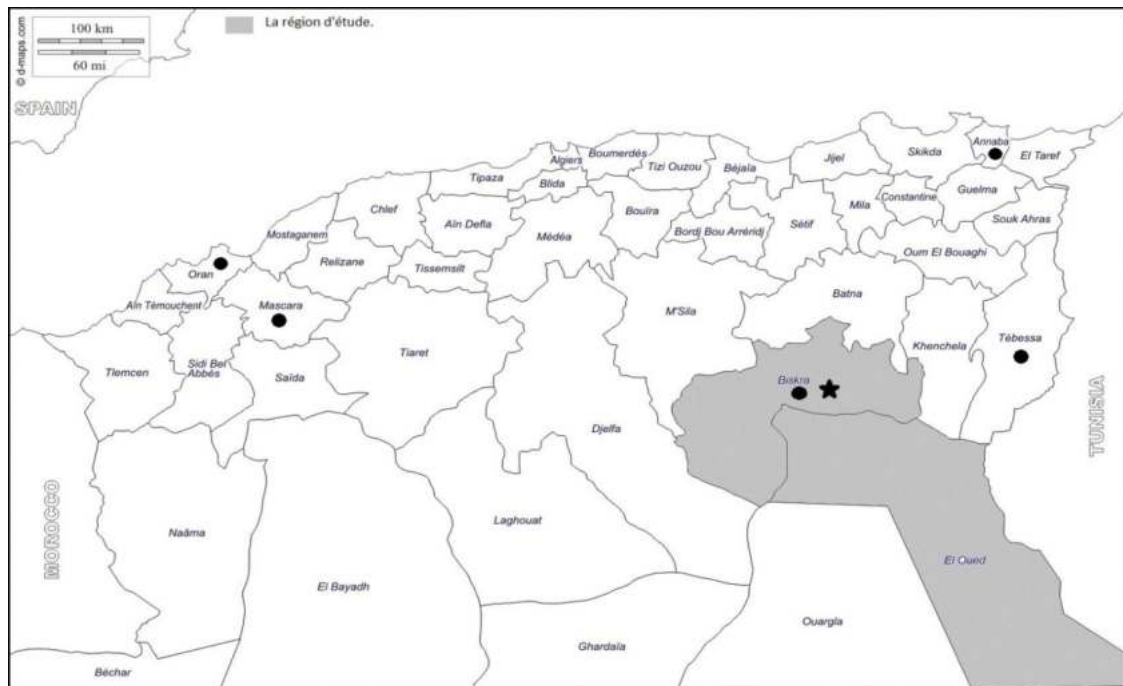 100 km
60 mi
© d-maps.com
La région d'étude.
SPAIN
Annaba
Algiers
Boumerdés
Tizi Ouzou
Béjaïa
Jijel
Skikda
El Taref
Tipaza
Blida
Chlef
Aïn Defla
Médéa
Bouïra
Bordj Bou Arréridj
Sétif
Mila
Constantine
Guelma
Souk Ahras
Mostaganem
Relizane
Tissemsilt
Oum El Bouaghi
Oran
Aïn Témouchent
Mascara
M'Sila
Batna
Tlemcen
Sidi Bel
Abbés
Saïda
Tiaret
Khenchela
Tébessa
Biskra
TUNISIA
Djelfa
MOROCCO
Naâma
Laghouat
El Oued
El Bayadh
Ouargla
Ghardaïa
Béchar